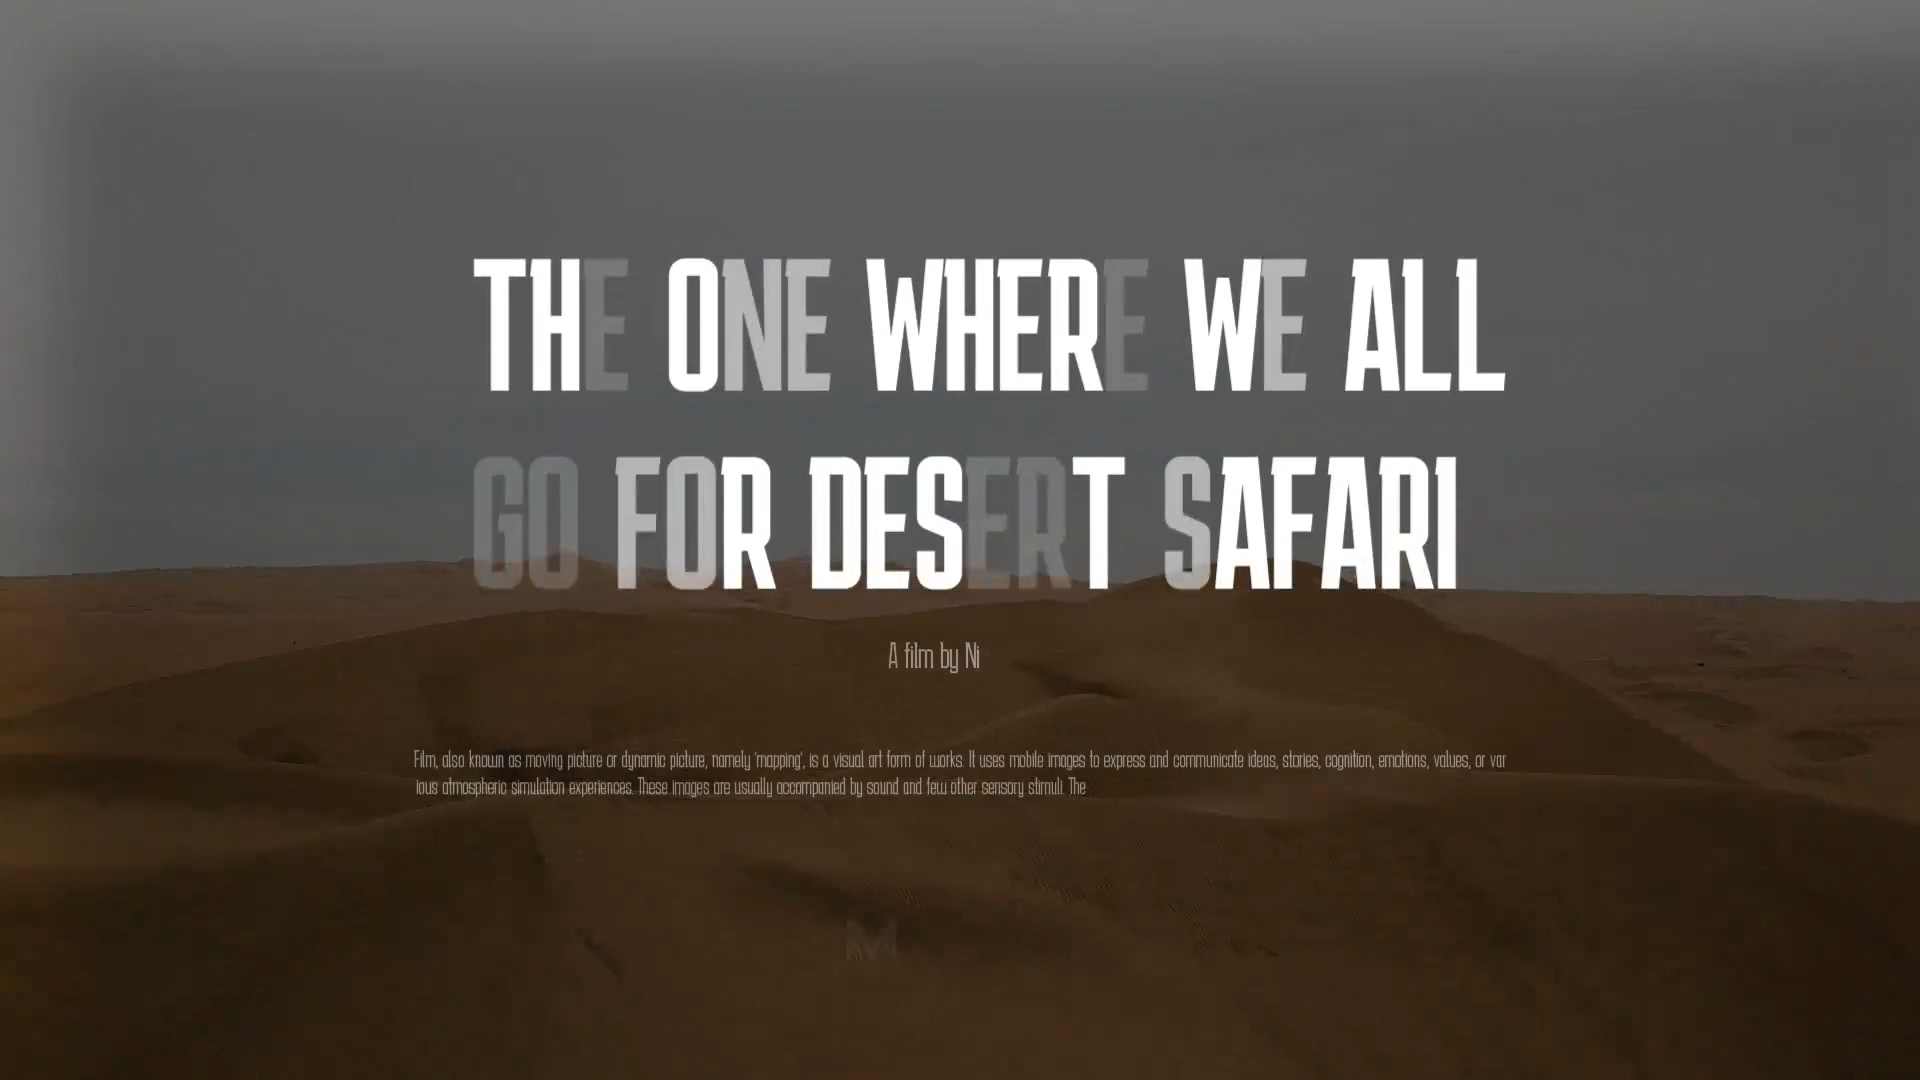 THE ONE WHERE WE ALL
GO FOR DESERT SAFARI
A film by Ni
Film, also known as moving picture or dynamic picture, namely 'mapping', is a visual art form of works. It uses mobile images to express and communicate ideas, stories, cognition, emotions, values, or var
ious atmospheric simulation experiences. These images are usually accompanied by sound and few other sensory stimuli. The